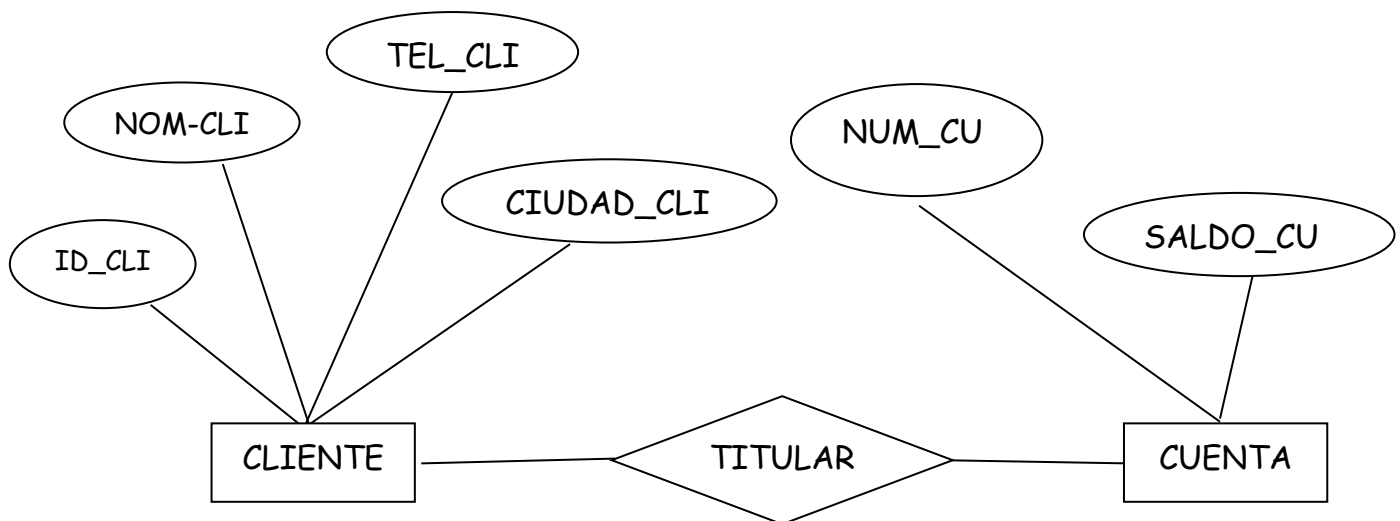 TEL_CLI
NOM-CLI
NUM_CU
CIUDAD_CLI
SALDO_CU
ID_CLI
CLIENTE
TITULAR
CUENTA